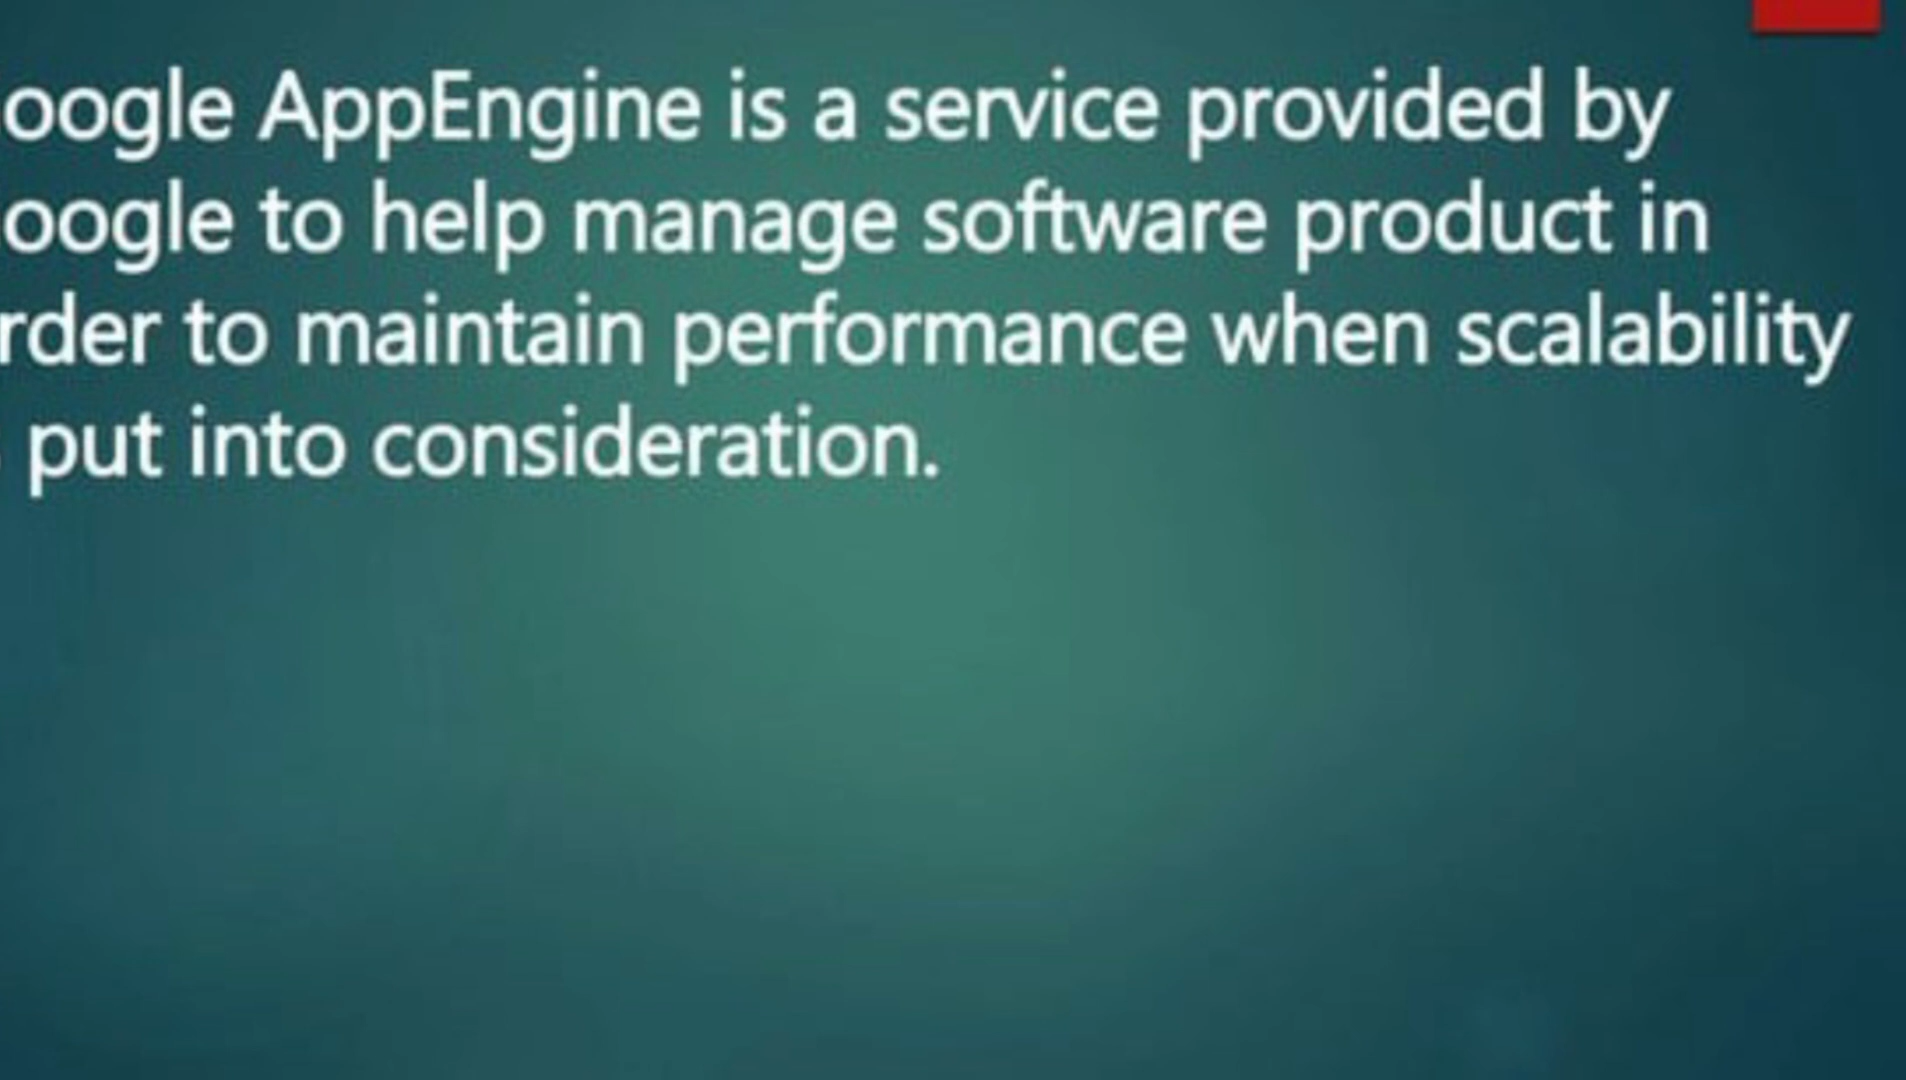 oogle AppEngine is a service provided by
oogle to help manage software product in
rder to maintain performance when scalability
put into consideration.